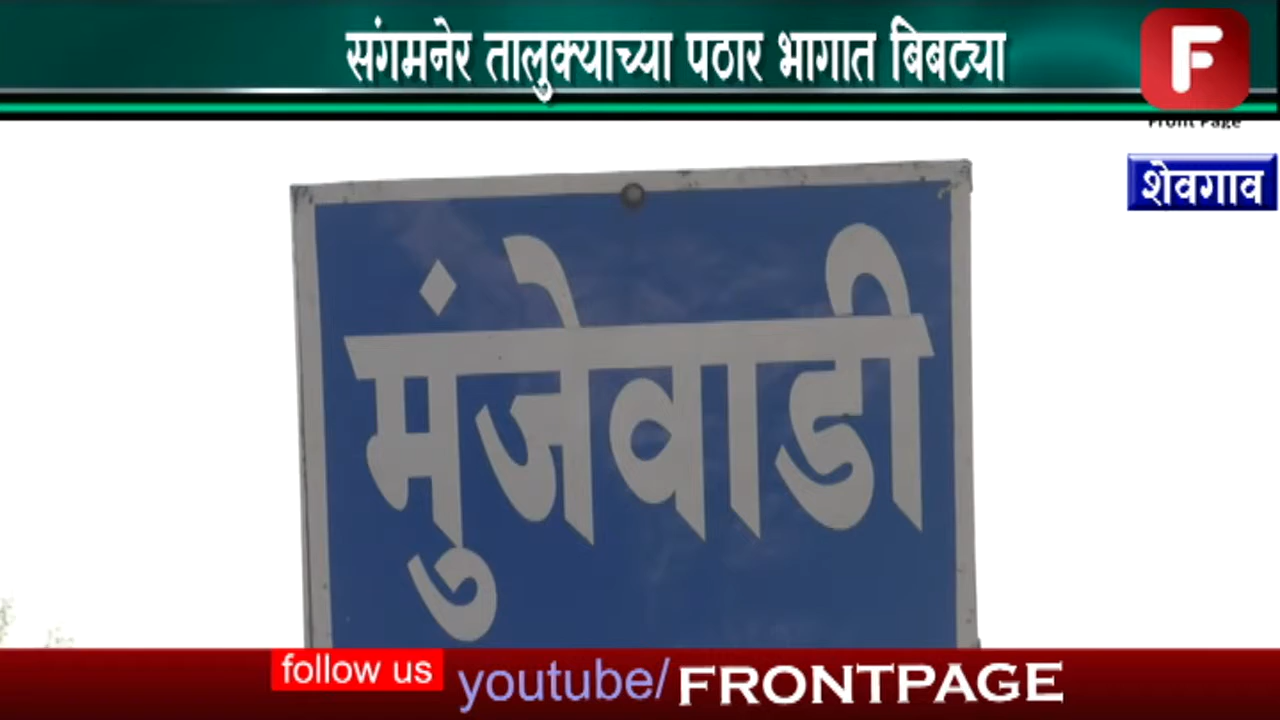 संगमनेर तालुक्याच्या पठार भागात बिबट्या
F
Front Page
शेवगाव
मुंजेवाडी
follow us
youtube/ FRONTPAGE